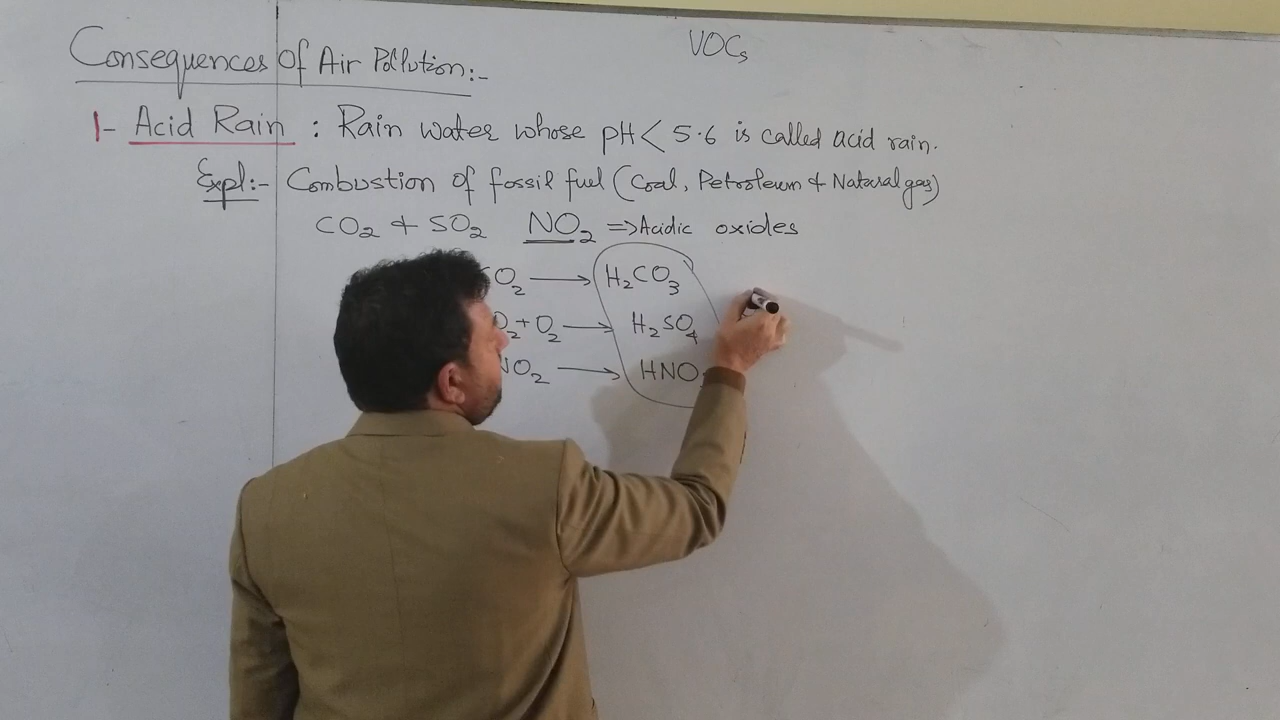 VOCs
Consequences of Air Pollution:-
1- Acid Rain : Rain water whose pH < 5.6 is called acid rain.
Expl:- Combustion of fossil fuel (Coal, Petroleum & Natural gas)
CO₂ + SO₂ NO₂ => Acidic oxides
O₂ → H₂CO₃
O₂ + O₂ → H₂SO₄
NO₂ → HNO